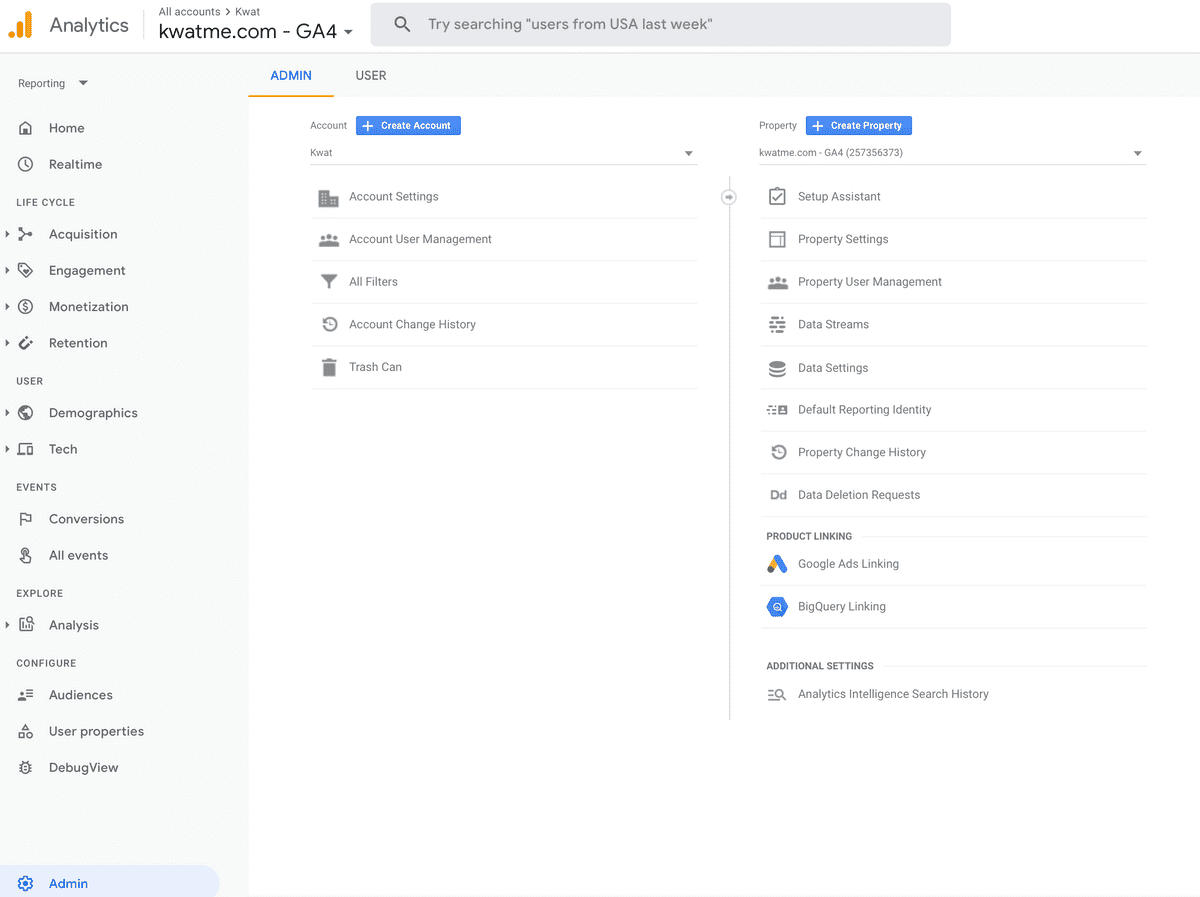 Analytics
All accounts > Kwat
kwatme.com - GA4
Try searching "users from USA last week"
Reporting
Home
Realtime
LIFE CYCLE
Acquisition
Engagement
Monetization
Retention
USER
Demographics
Tech
EVENTS
Conversions
All events
EXPLORE
Analysis
CONFIGURE
Audiences
User properties
DebugView
Admin
ADMIN USER
Account + Create Account
Kwat
Account Settings
Account User Management
All Filters
Account Change History
Trash Can
Property + Create Property
kwatme.com - GA4 (257356373)
Setup Assistant
Property Settings
Property User Management
Data Streams
Data Settings
Default Reporting Identity
Property Change History
Dd Data Deletion Requests
PRODUCT LINKING
Google Ads Linking
BigQuery Linking
ADDITIONAL SETTINGS
Analytics Intelligence Search History